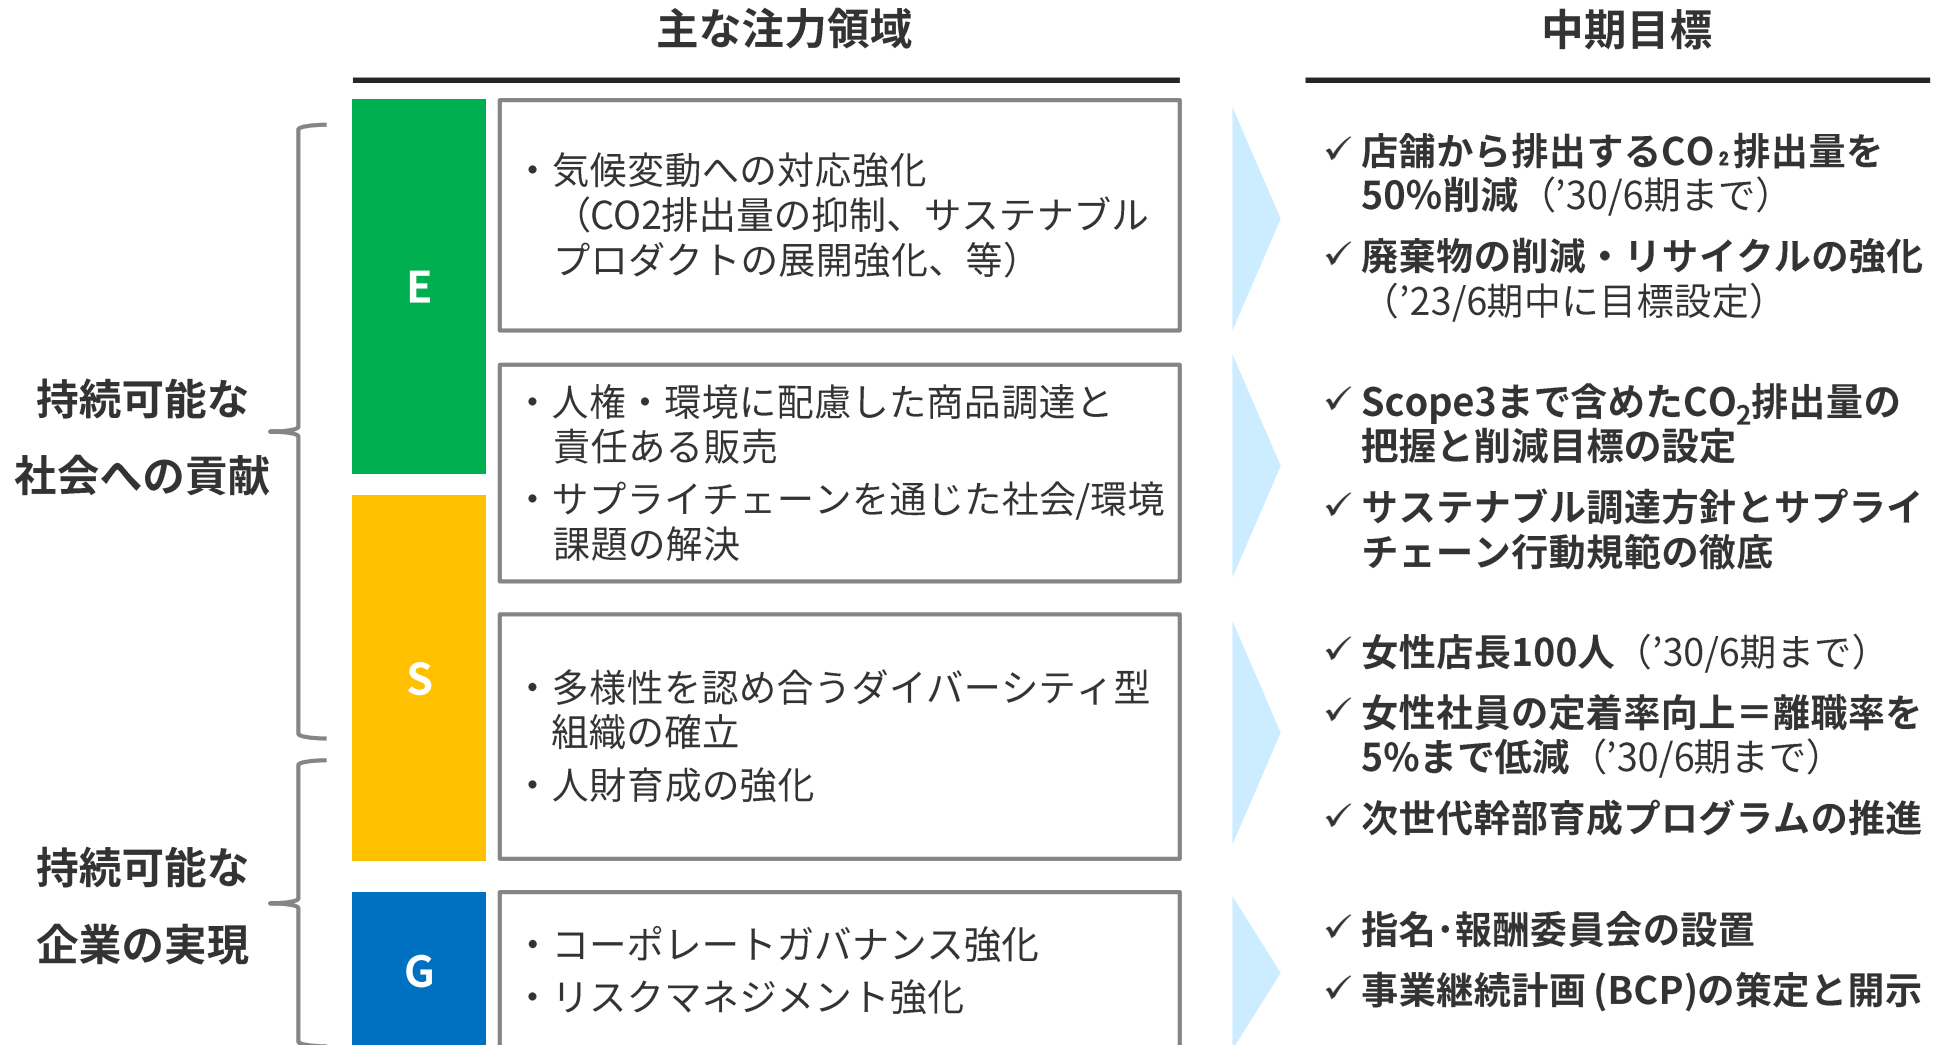 主な注力領域
中期目標
持続可能な
社会への貢献
E
・気候変動への対応強化
（CO2排出量の抑制、サステナブル
プロダクトの展開強化、等）
✓ 店舗から排出するCO₂排出量を
50%削減（’30/6期まで）
✓ 廃棄物の削減・リサイクルの強化
（’23/6期中に目標設定）
・人権・環境に配慮した商品調達と
責任ある販売
・サプライチェーンを通じた社会/環境
課題の解決
✓ Scope3まで含めたCO₂排出量の
把握と削減目標の設定
✓ サステナブル調達方針とサプライ
チェーン行動規範の徹底
S
・多様性を認め合うダイバーシティ型
組織の確立
・人財育成の強化
✓ 女性店長100人（’30/6期まで）
✓ 女性社員の定着率向上＝離職率を
5%まで低減（’30/6期まで）
✓ 次世代幹部育成プログラムの推進
持続可能な
企業の実現
G
・コーポレートガバナンス強化
・リスクマネジメント強化
✓ 指名･報酬委員会の設置
✓ 事業継続計画 (BCP)の策定と開示